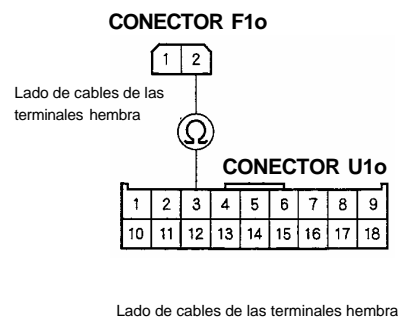 CONECTOR F1o
1 2
Lado de cables de las
terminales hembra
Ω
CONECTOR U1o
1 2 3 4 5 6 7 8 9
10 11 12 13 14 15 16 17 18
Lado de cables de las terminales hembra